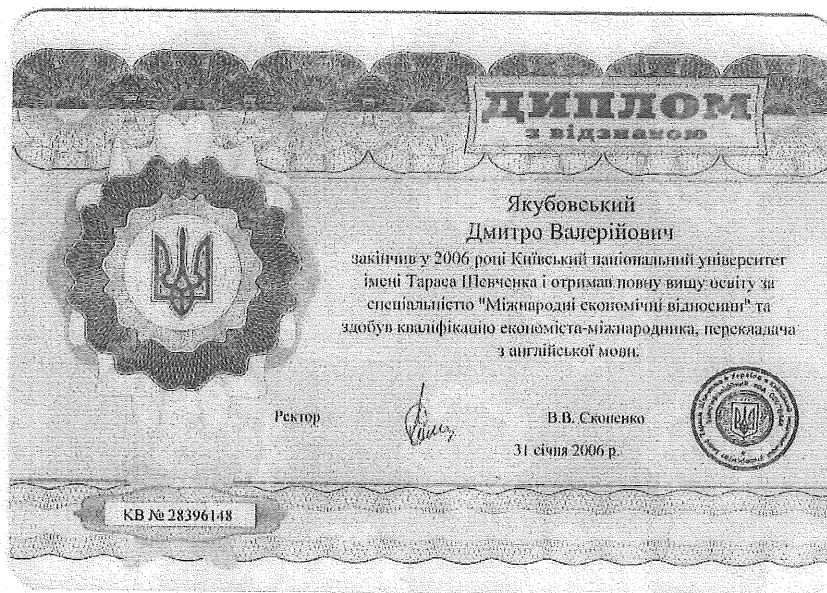 ДИПЛОМ
з відзнакою
Якубовський
Дмитро Валерійович
закінчив у 2006 році Київський національний університет
імені Тараса Шевченка і отримав повну вищу освіту за
спеціальністю "Міжнародні економічні відносини" та
здобув кваліфікацію економіста-міжнародника, перекладача
з англійської мови.
Ректор
В.В. Скопенко
31 січня 2006 р.
КВ № 28396148